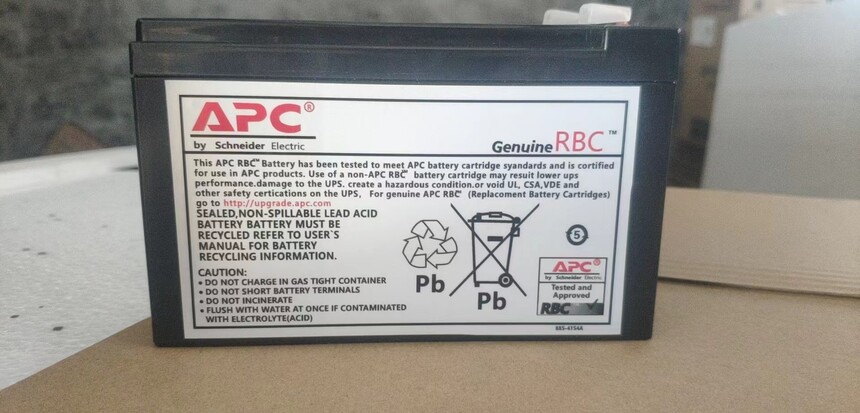 APC®
by Schneider Electric
Genuine RBC™
This APC RBC™ Battery has been tested to meet APC battery cartridge syandards and is certified
for use in APC products. Use of a non-APC RBC™ battery cartridge may resuit lower ups
performance.damage to the UPS. create a hazardous condition.or void UL, CSA,VDE and
other safety certications on the UPS, For genuine APC RBC™ (Replacoment Battery Cartridges)
go to http://upgrade.apc.com
SEALED,NON-SPILLABLE LEAD ACID
BATTERY BATTERY MUST BE
RECYCLED REFER TO USER`S
MANUAL FOR BATTERY
RECYCLING INFORMATION.
CAUTION:
• DO NOT CHARGE IN GAS TIGHT CONTAINER
• DO NOT SHORT BATTERY TERMINALS
• DO NOT INCINERATE
• FLUSH WITH WATER AT ONCE IF CONTAMINATED
WITH ELECTROLYTE(ACID)
Pb
Pb
5
APC®
by Schneider Electric
Tested and
Approved
RBC
885-4154A